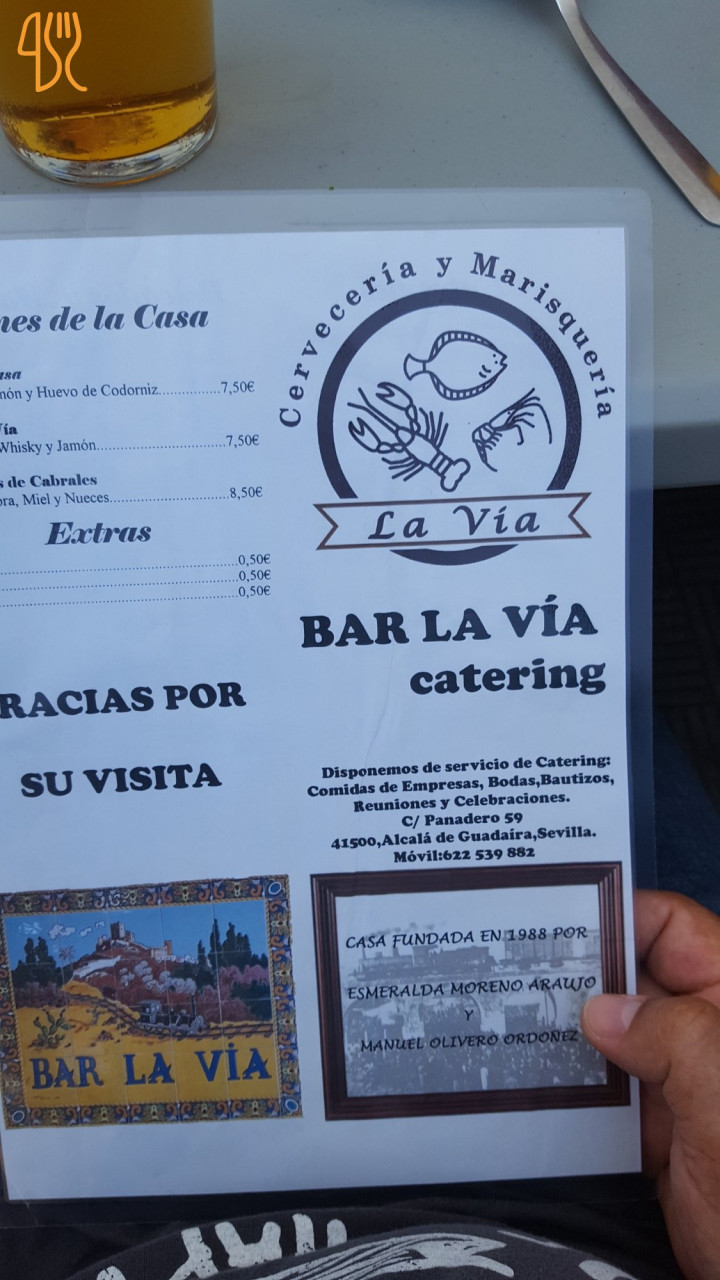 nes de la Casa
asa
món y Huevo de Codorniz................7,50€
Vía
Whisky y Jamón.............................7,50€
s de Cabrales
ora, Miel y Nueces...........................8,50€
Extras
0,50€
0,50€
0,50€
RACIAS POR
SU VISITA
BAR LA VÍA
Cervecería y Marisquería
La Vía
BAR LA VÍA
catering
Disponemos de servicio de Catering:
Comidas de Empresas, Bodas,Bautizos,
Reuniones y Celebraciones.
C/ Panadero 59
41500,Alcalá de Guadaíra,Sevilla.
Móvil:622 539 882
CASA FUNDADA EN 1988 POR
ESMERALDA MORENO ARAUJO
Y
MANUEL OLIVERO ORDOÑEZ